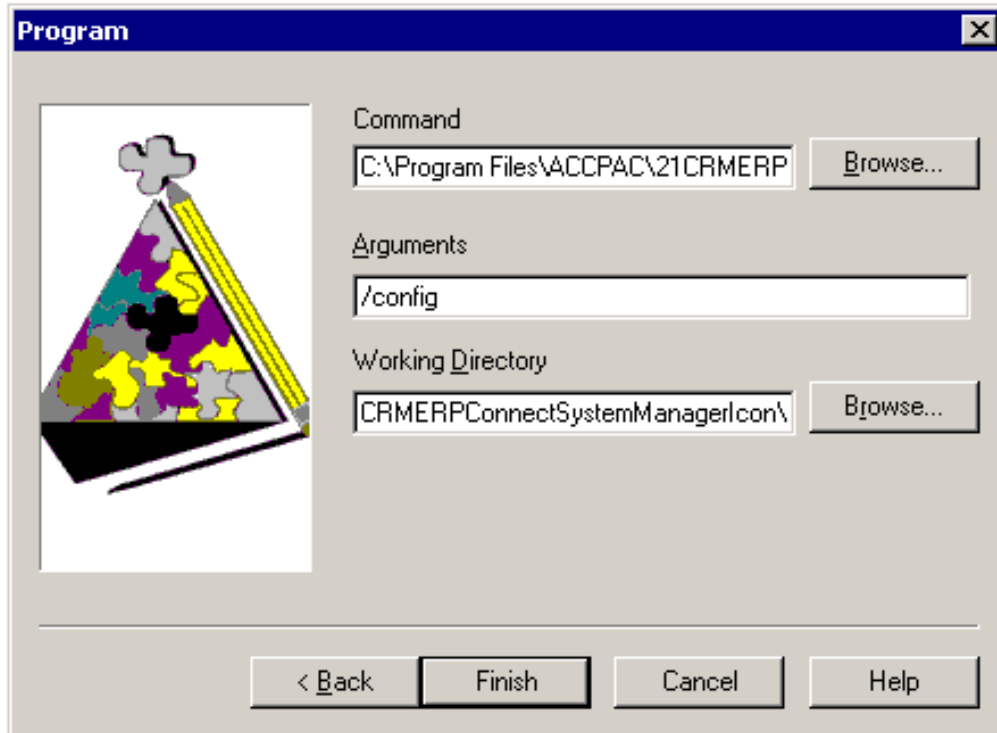 Program
Command
C:\Program Files\ACCPAC\21CRMERP
Browse...
Arguments
/config
Working Directory
CRMERPConnectSystemManagerIcon\
Browse...
< Back
Finish
Cancel
Help